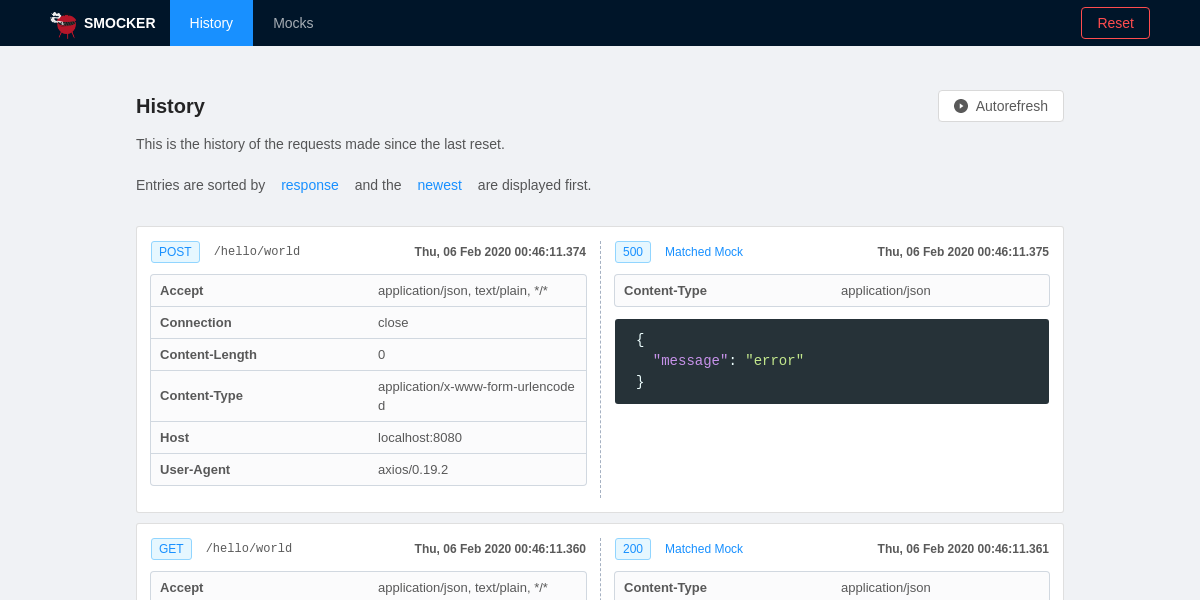 SMOCKER History Mocks Reset
History Autorefresh
This is the history of the requests made since the last reset.
Entries are sorted by response and the newest are displayed first.
POST /hello/world Thu, 06 Feb 2020 00:46:11.374
Accept application/json, text/plain, */*
Connection close
Content-Length 0
Content-Type application/x-www-form-urlencode
d
Host localhost:8080
User-Agent axios/0.19.2
500 Matched Mock Thu, 06 Feb 2020 00:46:11.375
Content-Type application/json
{
"message": "error"
}
GET /hello/world Thu, 06 Feb 2020 00:46:11.360
Accept application/json, text/plain, */*
200 Matched Mock Thu, 06 Feb 2020 00:46:11.361
Content-Type application/json